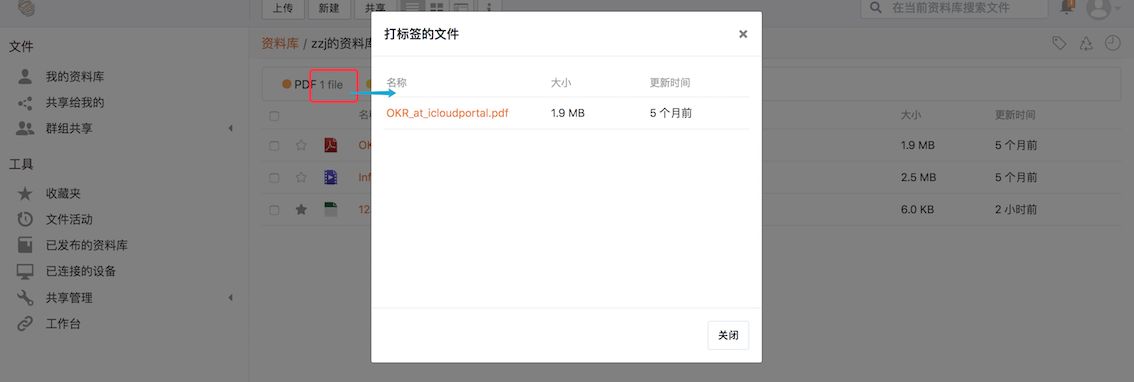 上传 新建 共享
在当前资料库搜索文件
文件
我的资料库
共享给我的
群组共享
工具
收藏夹
文件活动
已发布的资料库
已连接的设备
共享管理
工作台
资料库 / zzj的资料库
PDF 1 file
大小 更新时间
1.9 MB 5 个月前
Inf 2.5 MB 5 个月前
12 6.0 KB 2 小时前
打标签的文件
名称 大小 更新时间
OKR_at_icloudportal.pdf 1.9 MB 5 个月前
关闭